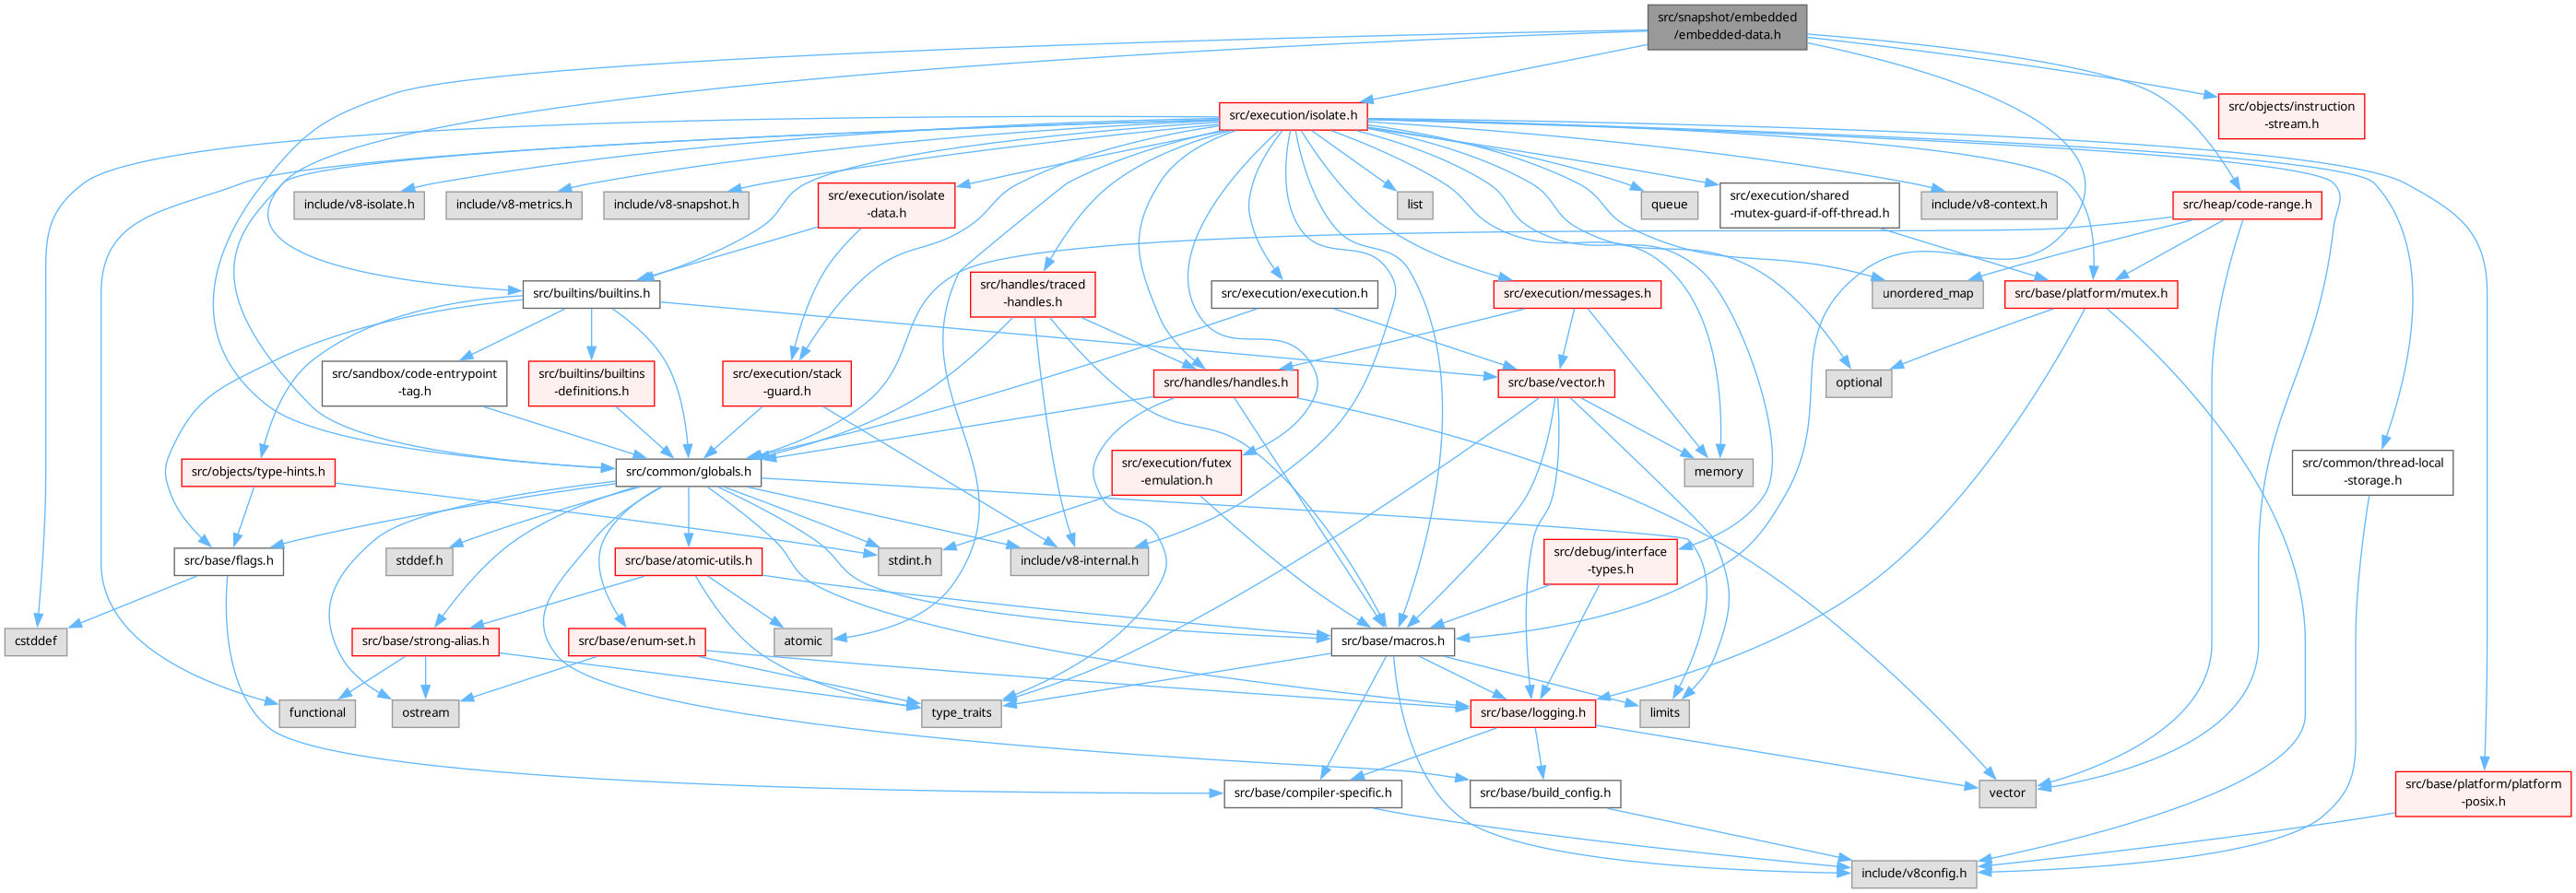 src/snapshot/embedded
/embedded-data.h
src/execution/isolate.h
src/objects/instruction
-stream.h
include/v8-isolate.h
include/v8-metrics.h
include/v8-snapshot.h
src/execution/isolate
-data.h
list
queue
src/execution/shared
-mutex-guard-if-off-thread.h
include/v8-context.h
src/heap/code-range.h
src/builtins/builtins.h
src/handles/traced
-handles.h
src/execution/execution.h
src/execution/messages.h
unordered_map
src/base/platform/mutex.h
src/sandbox/code-entrypoint
-tag.h
src/builtins/builtins
-definitions.h
src/execution/stack
-guard.h
src/handles/handles.h
src/base/vector.h
optional
src/objects/type-hints.h
src/common/globals.h
src/execution/futex
-emulation.h
memory
src/common/thread-local
-storage.h
src/base/flags.h
stddef.h
src/base/atomic-utils.h
stdint.h
include/v8-internal.h
src/debug/interface
-types.h
cstddef
src/base/strong-alias.h
src/base/enum-set.h
atomic
src/base/macros.h
functional
ostream
type_traits
src/base/logging.h
limits
src/base/compiler-specific.h
src/base/build_config.h
vector
src/base/platform/platform
-posix.h
include/v8config.h